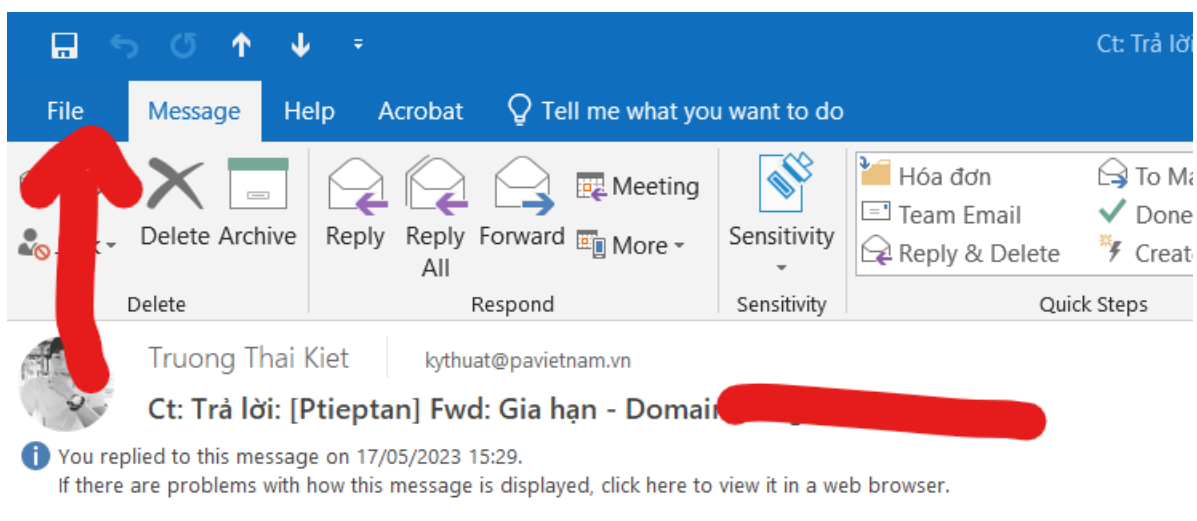 Ct: Trả lời
File Message Help Acrobat Tell me what you want to do
Delete Archive Reply Reply All Forward Meeting More Sensitivity
Hóa đơn
Team Email Done
Reply & Delete
Delete Respond Sensitivity Quick Steps
Truong Thai Kiet kythuat@pavietnam.vn
Ct: Trả lời: [Ptieptan] Fwd: Gia hạn -
You replied to this message on 17/05/2023 15:29.
If there are problems with how this message is displayed, click here to view it in a web browser.